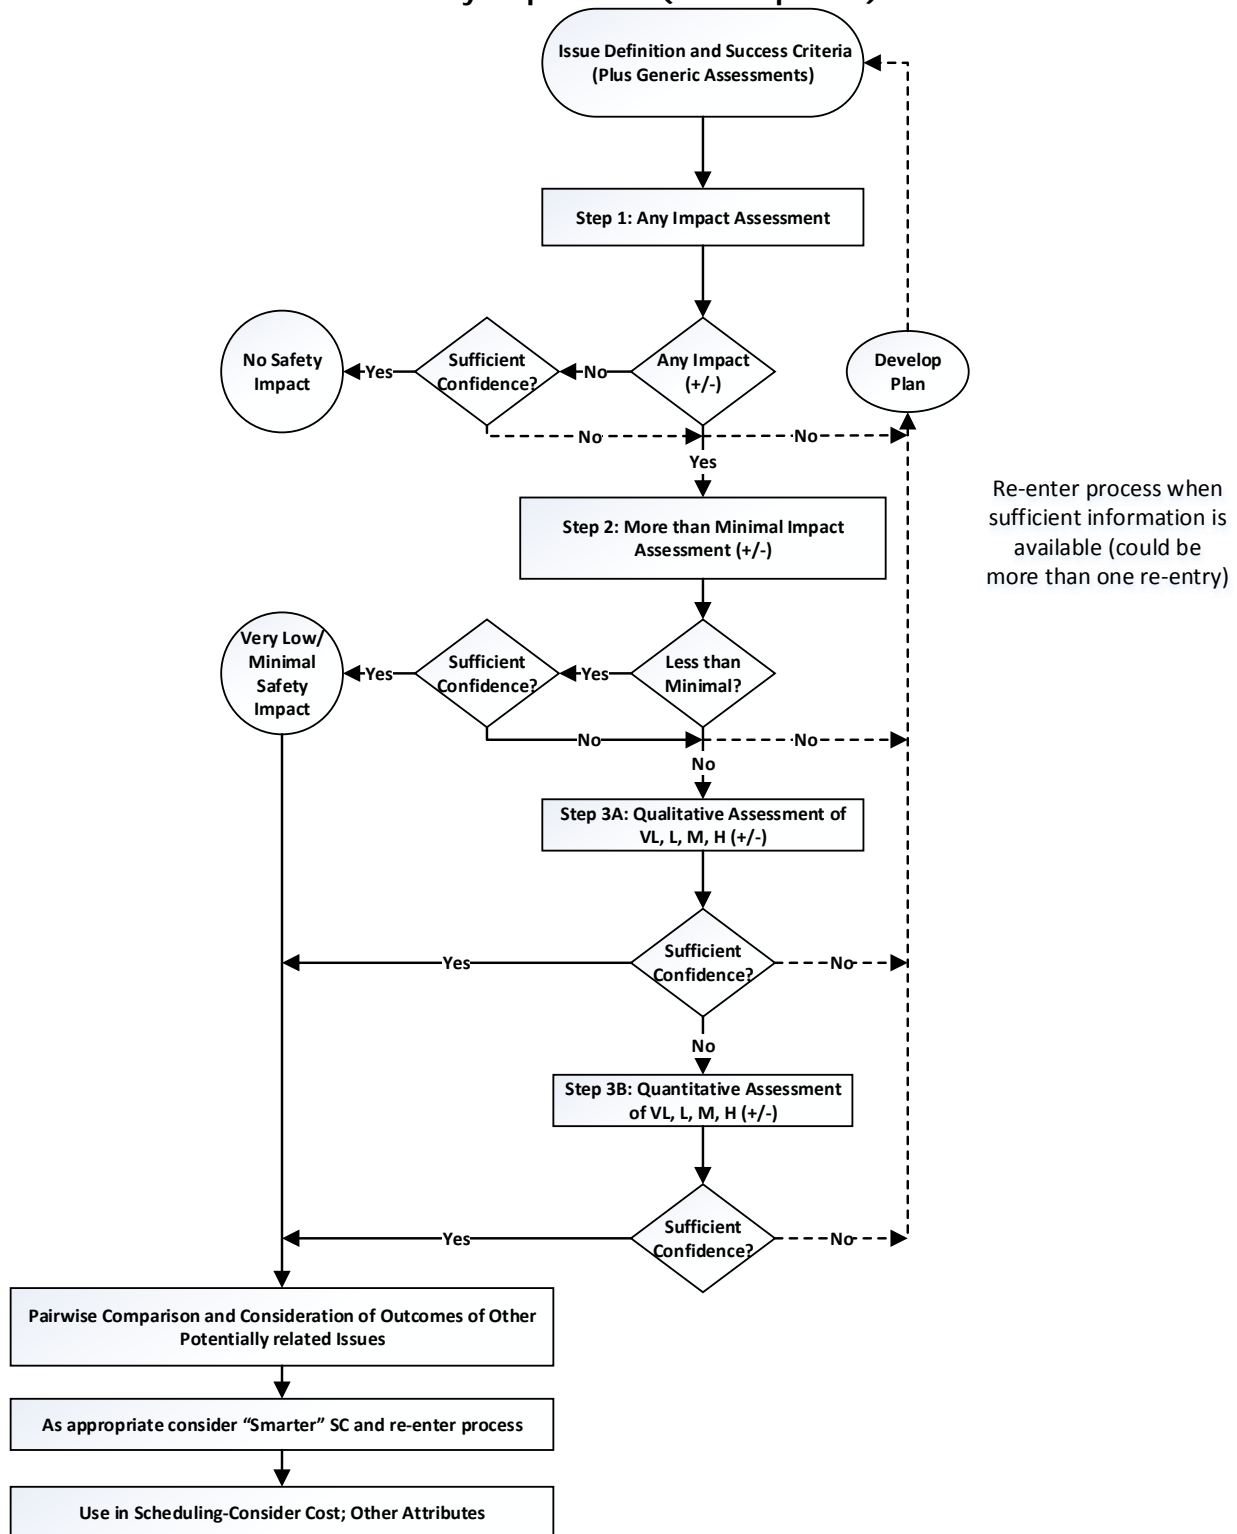 Issue Definition and Success Criteria
(Plus Generic Assessments)
Step 1: Any Impact Assessment
No Safety
Impact
Yes
Sufficient
Confidence?
No
Any Impact
(+/-)
Develop
Plan
No
No
Yes
Re-enter process when
sufficient information is
available (could be
more than one re-entry)
Step 2: More than Minimal Impact
Assessment (+/-)
Very Low/
Minimal
Safety
Impact
Yes
Sufficient
Confidence?
Yes
Less than
Minimal?
No
No
No
Step 3A: Qualitative Assessment of
VL, L, M, H (+/-)
Yes
Sufficient
Confidence?
No
No
Step 3B: Quantitative Assessment
of VL, L, M, H (+/-)
Yes
Sufficient
Confidence?
No
Pairwise Comparison and Consideration of Outcomes of Other
Potentially related Issues
As appropriate consider “Smarter” SC and re-enter process
Use in Scheduling-Consider Cost; Other Attributes